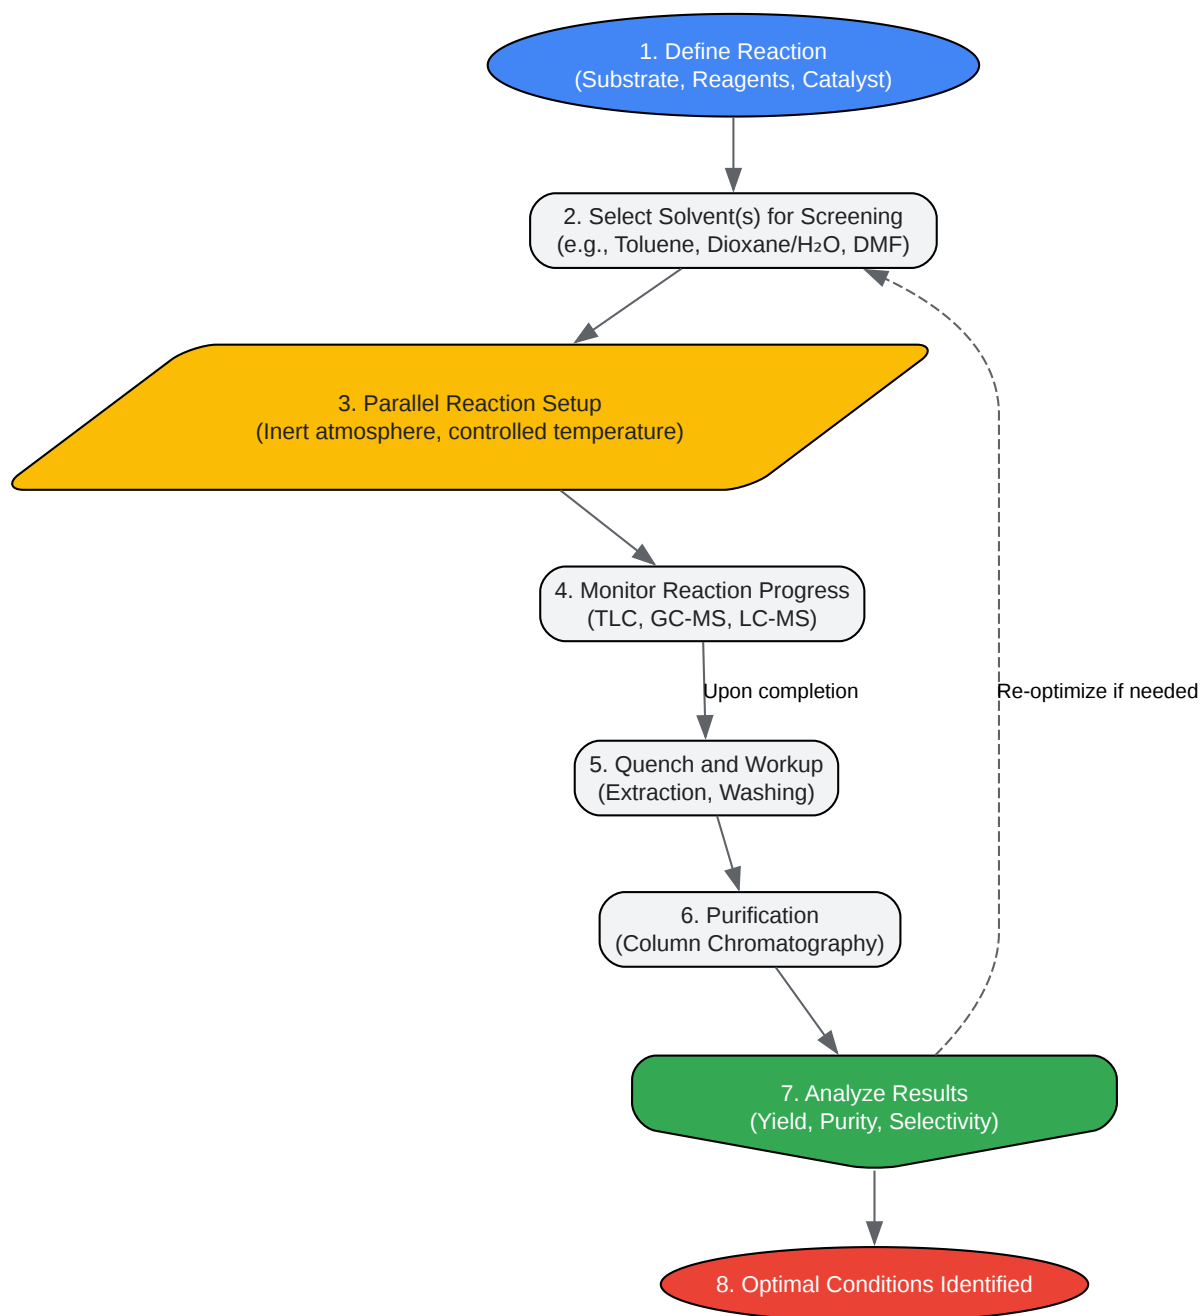 1. Define Reaction
(Substrate, Reagents, Catalyst)
2. Select Solvent(s) for Screening
(e.g., Toluene, Dioxane/H₂O, DMF)
3. Parallel Reaction Setup
(Inert atmosphere, controlled temperature)
4. Monitor Reaction Progress
(TLC, GC-MS, LC-MS)
Upon completion
Re-optimize if needed
5. Quench and Workup
(Extraction, Washing)
6. Purification
(Column Chromatography)
7. Analyze Results
(Yield, Purity, Selectivity)
8. Optimal Conditions Identified